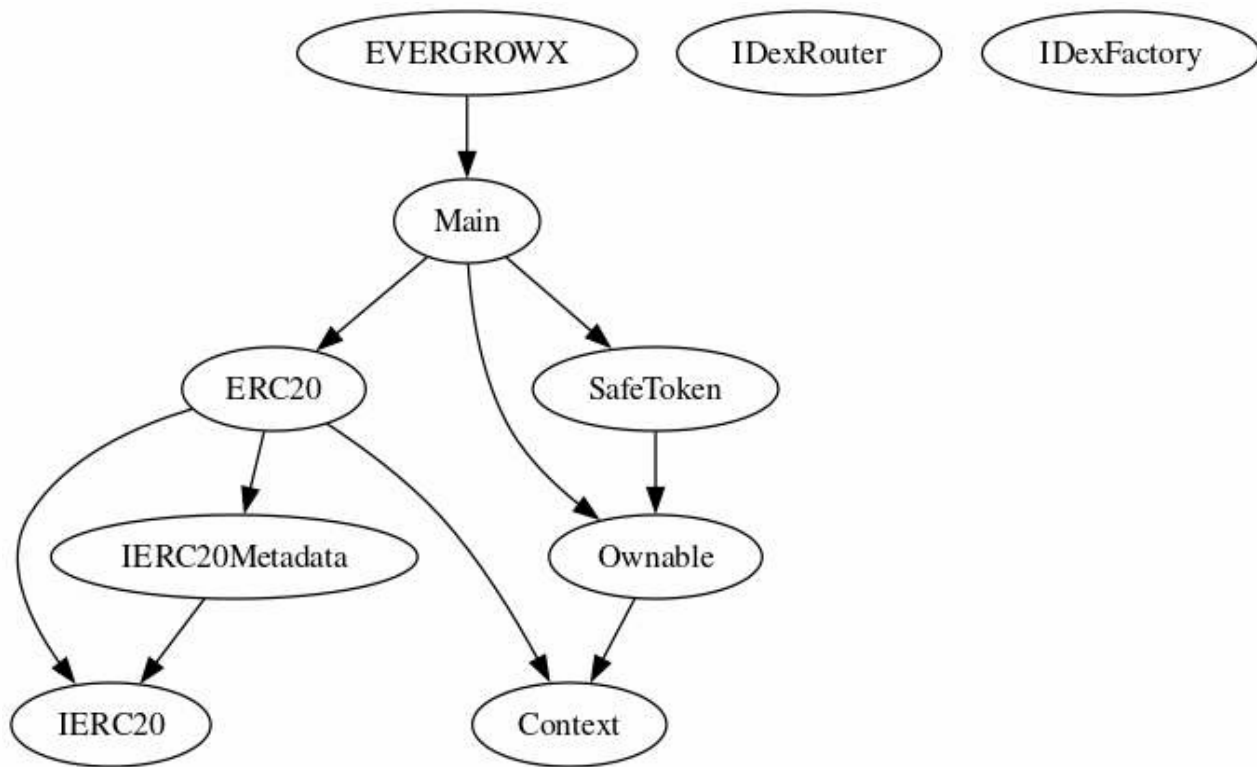 EVERGROWX
IDexRouter
IDexFactory
Main
ERC20
SafeToken
IERC20Metadata
Ownable
IERC20
Context